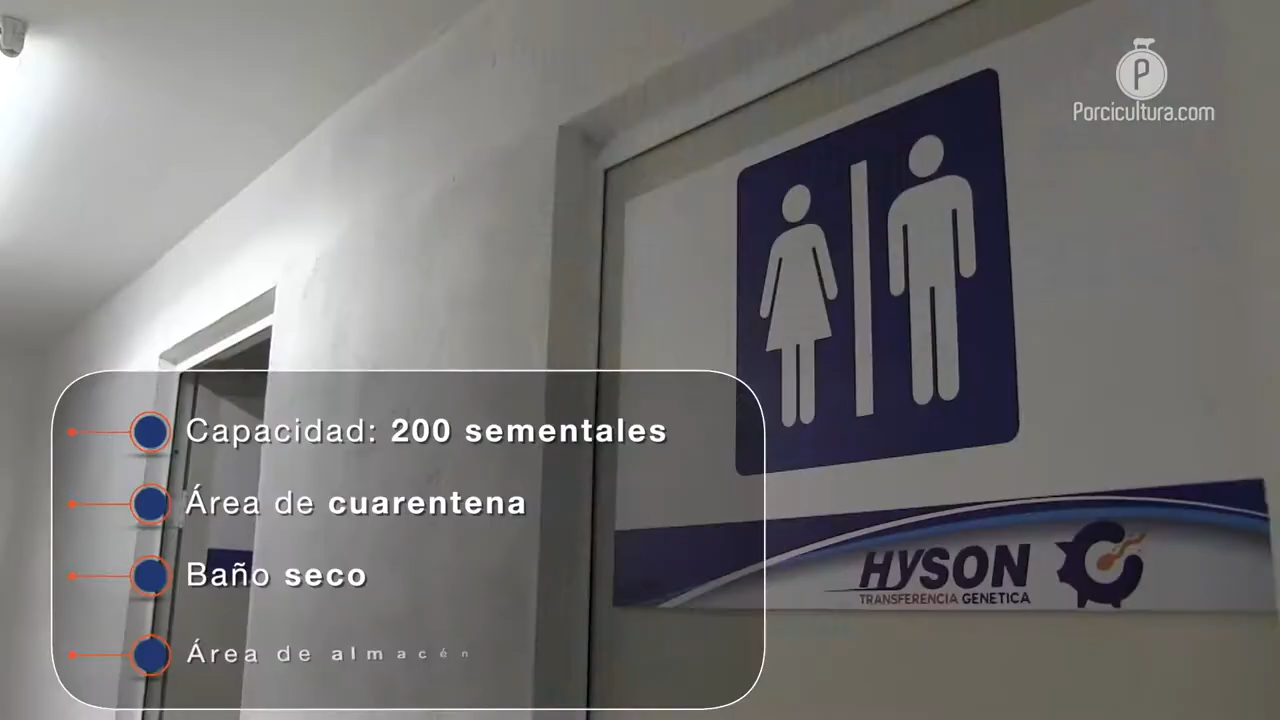 Porcicultura.com
Capacidad: 200 sementales
Área de cuarentena
Baño seco
Área de almacén
HYSON
TRANSFERENCIA GENETICA